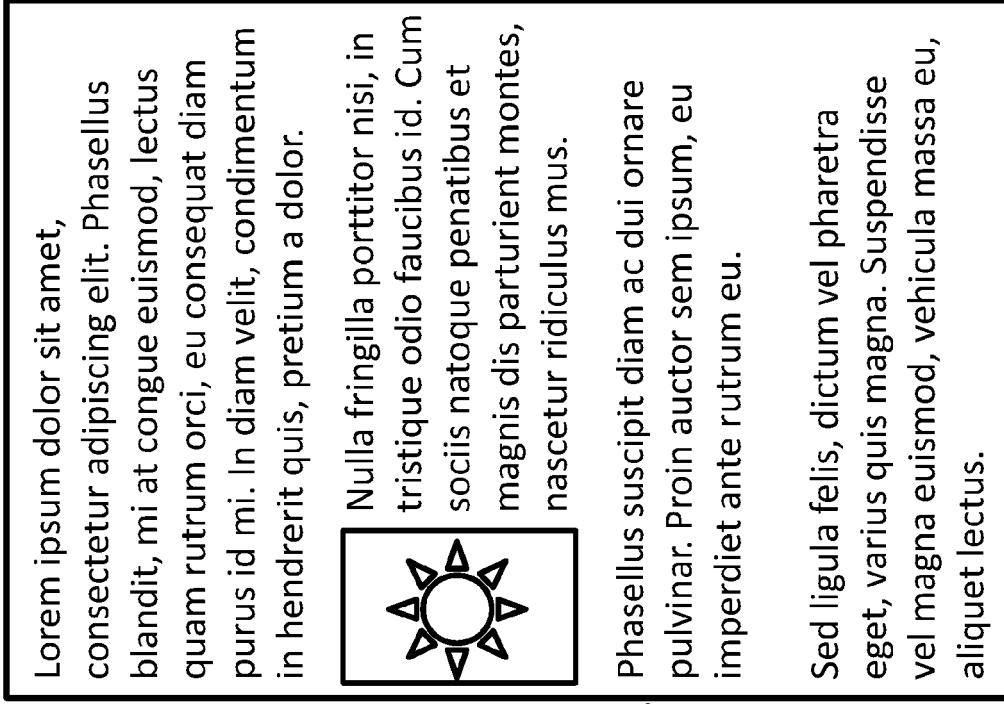 Lorem ipsum dolor sit amet,
consectetur adipiscing elit. Phasellus
blandit, mi at congue euismod, lectus
quam rutrum orci, eu consequat diam
purus id mi. In diam velit, condimentum
in hendrerit quis, pretium a dolor.
Nulla fringilla porttitor nisi, in
tristique odio faucibus id. Cum
sociis natoque penatibus et
magnis dis parturient montes,
nascetur ridiculus mus.
Phasellus suscipit diam ac dui ornare
pulvinar. Proin auctor sem ipsum, eu
imperdiet ante rutrum eu.
Sed ligula felis, dictum vel pharetra
eget, varius quis magna. Suspendisse
vel magna euismod, vehicula massa eu,
aliquet lectus.